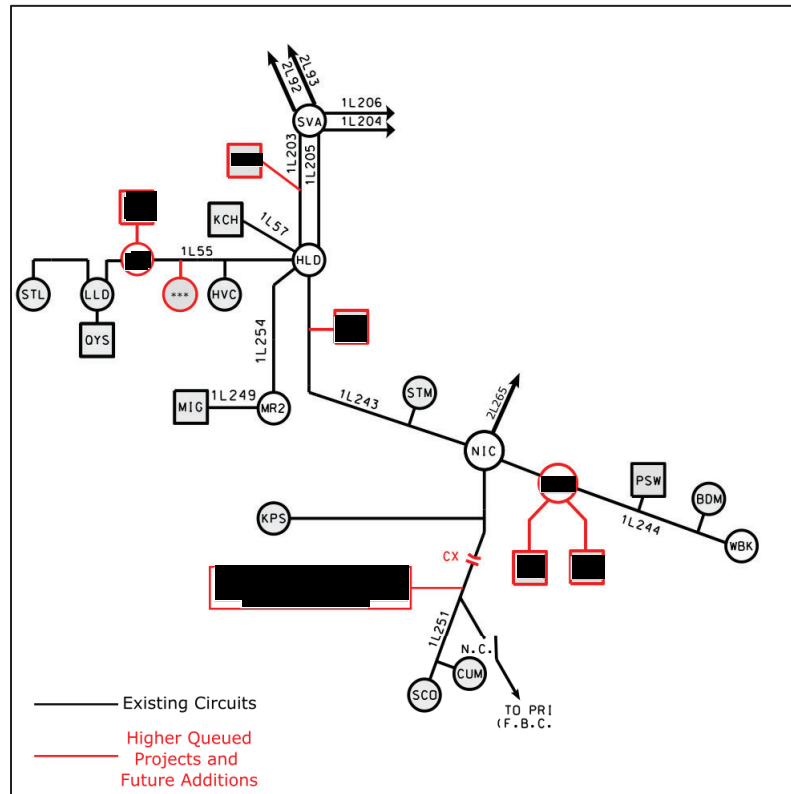 2L92
2L93
1L206
SVA
1L204
1L203
1L205
KCH
1L57
1L55
HLD
STL
LLD
***
HVC
OYS
1L254
MIG
1L249
MR2
STM
1L243
2L265
NIC
PSW
BDM
KPS
1L244
WBK
CX
1L251
N.C.
CUM
SCO
TO PRI
(F.B.C.
Existing Circuits
Higher Queued
Projects and
Future Additions